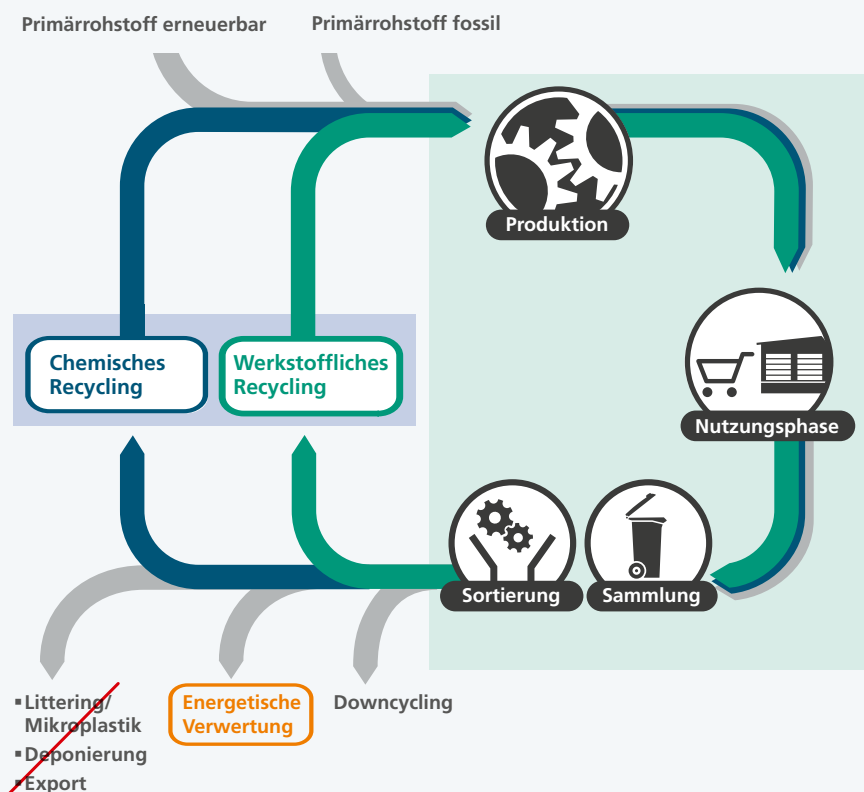 Primärrohstoff erneuerbar
Primärrohstoff fossil
Produktion
Chemisches
Recycling
Werkstoffliches
Recycling
Nutzungsphase
Sortierung
Sammlung
▪Littering/
Mikroplastik
▪Deponierung
▪Export
Energetische
Verwertung
Downcycling